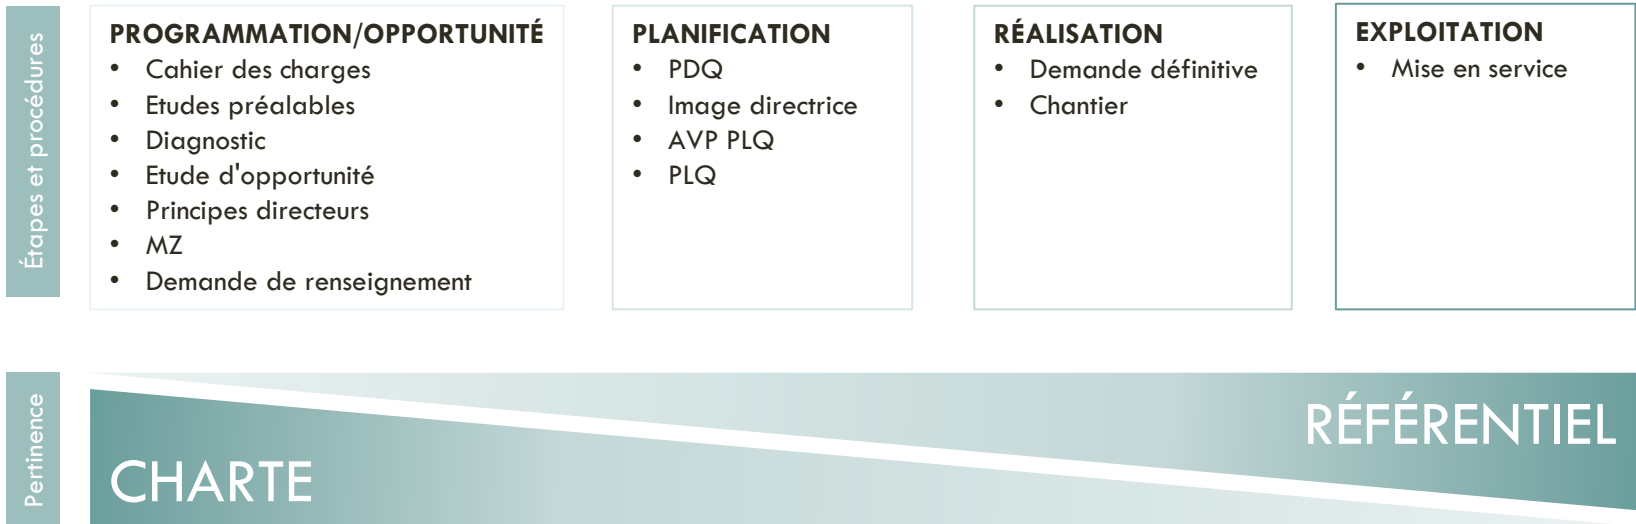 Étapes et procédures
PROGRAMMATION/OPPORTUNITÉ
• Cahier des charges
• Etudes préalables
• Diagnostic
• Etude d'opportunité
• Principes directeurs
• MZ
• Demande de renseignement
PLANIFICATION
• PDQ
• Image directrice
• AVP PLQ
• PLQ
RÉALISATION
• Demande définitive
• Chantier
EXPLOITATION
• Mise en service
Pertinence
CHARTE
RÉFÉRENTIEL